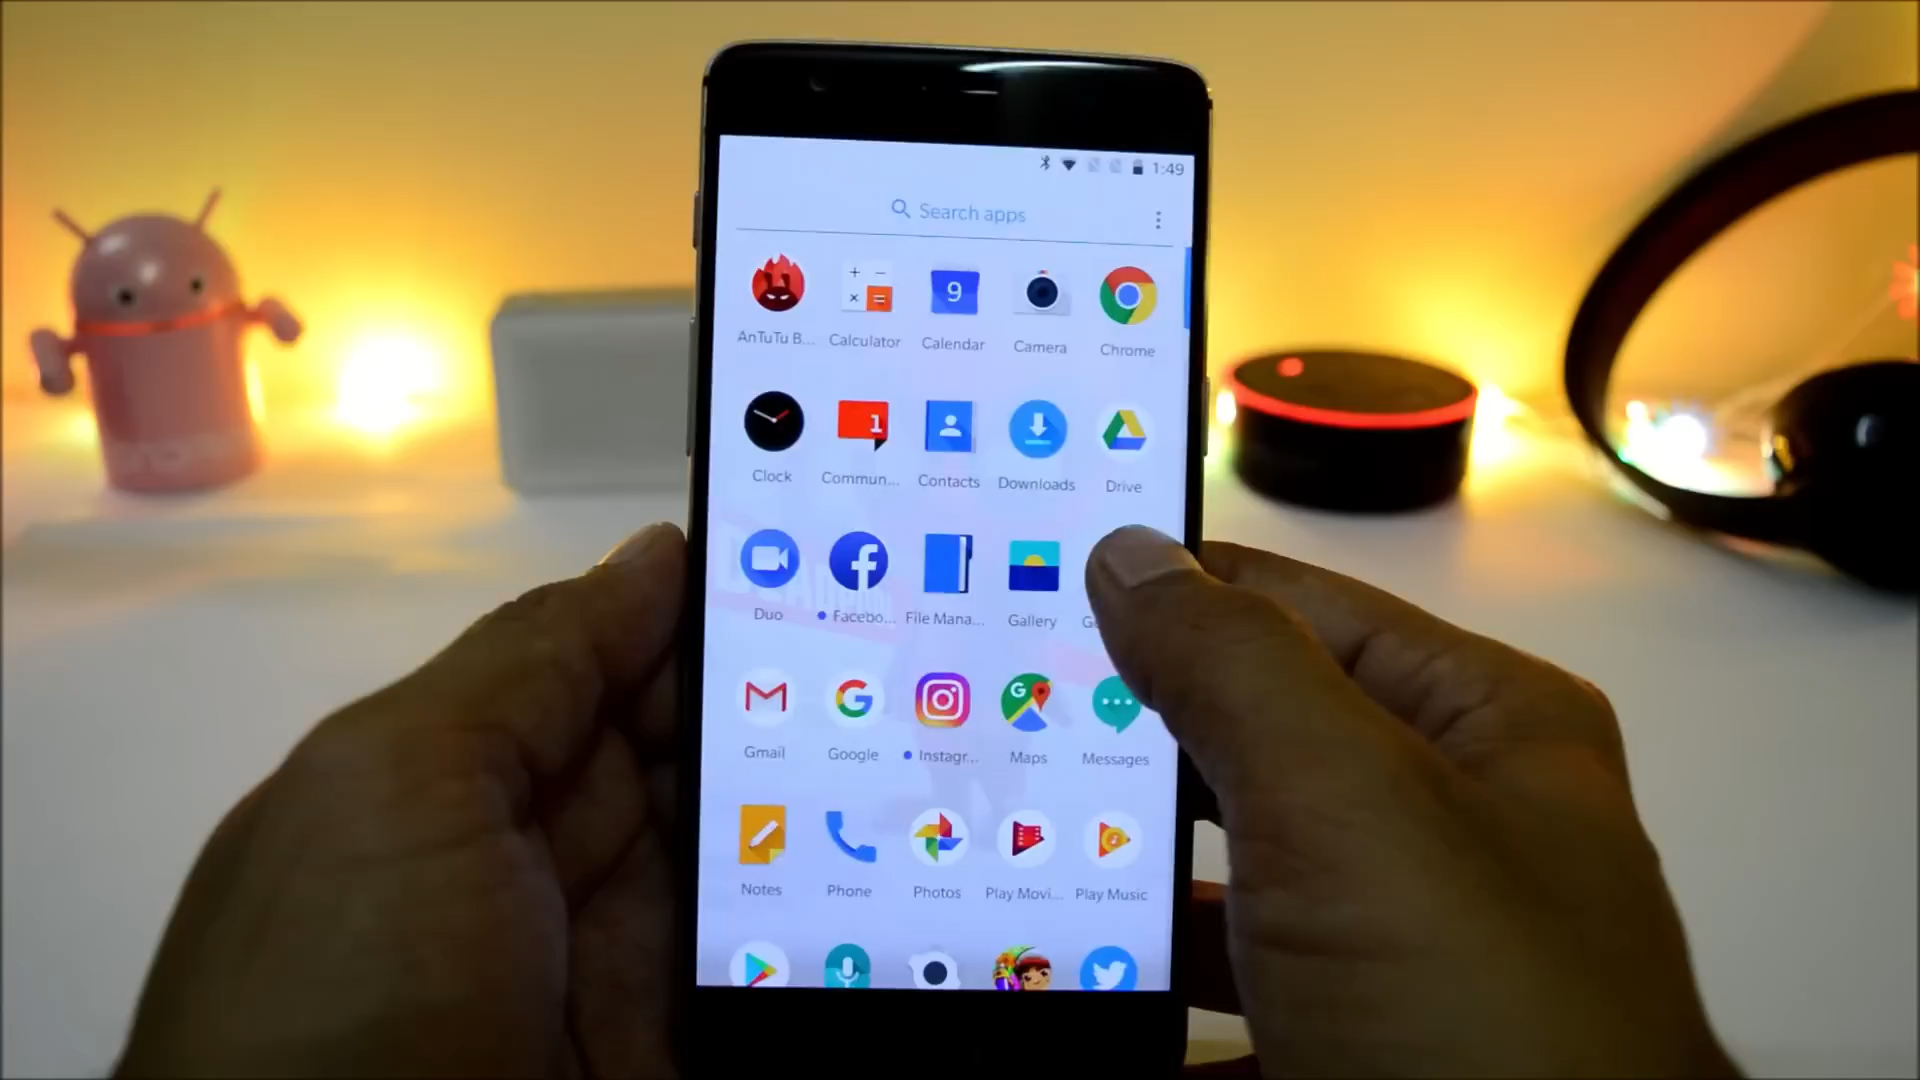 1:49
Search apps
9
AnTuTu B... Calculator Calendar Camera Chrome
1
Clock Commun... Contacts Downloads Drive
Duo Facebo... File Mana... Gallery
Gmail Google Instagr... Maps Messages
Notes Phone Photos Play Movi... Play Music